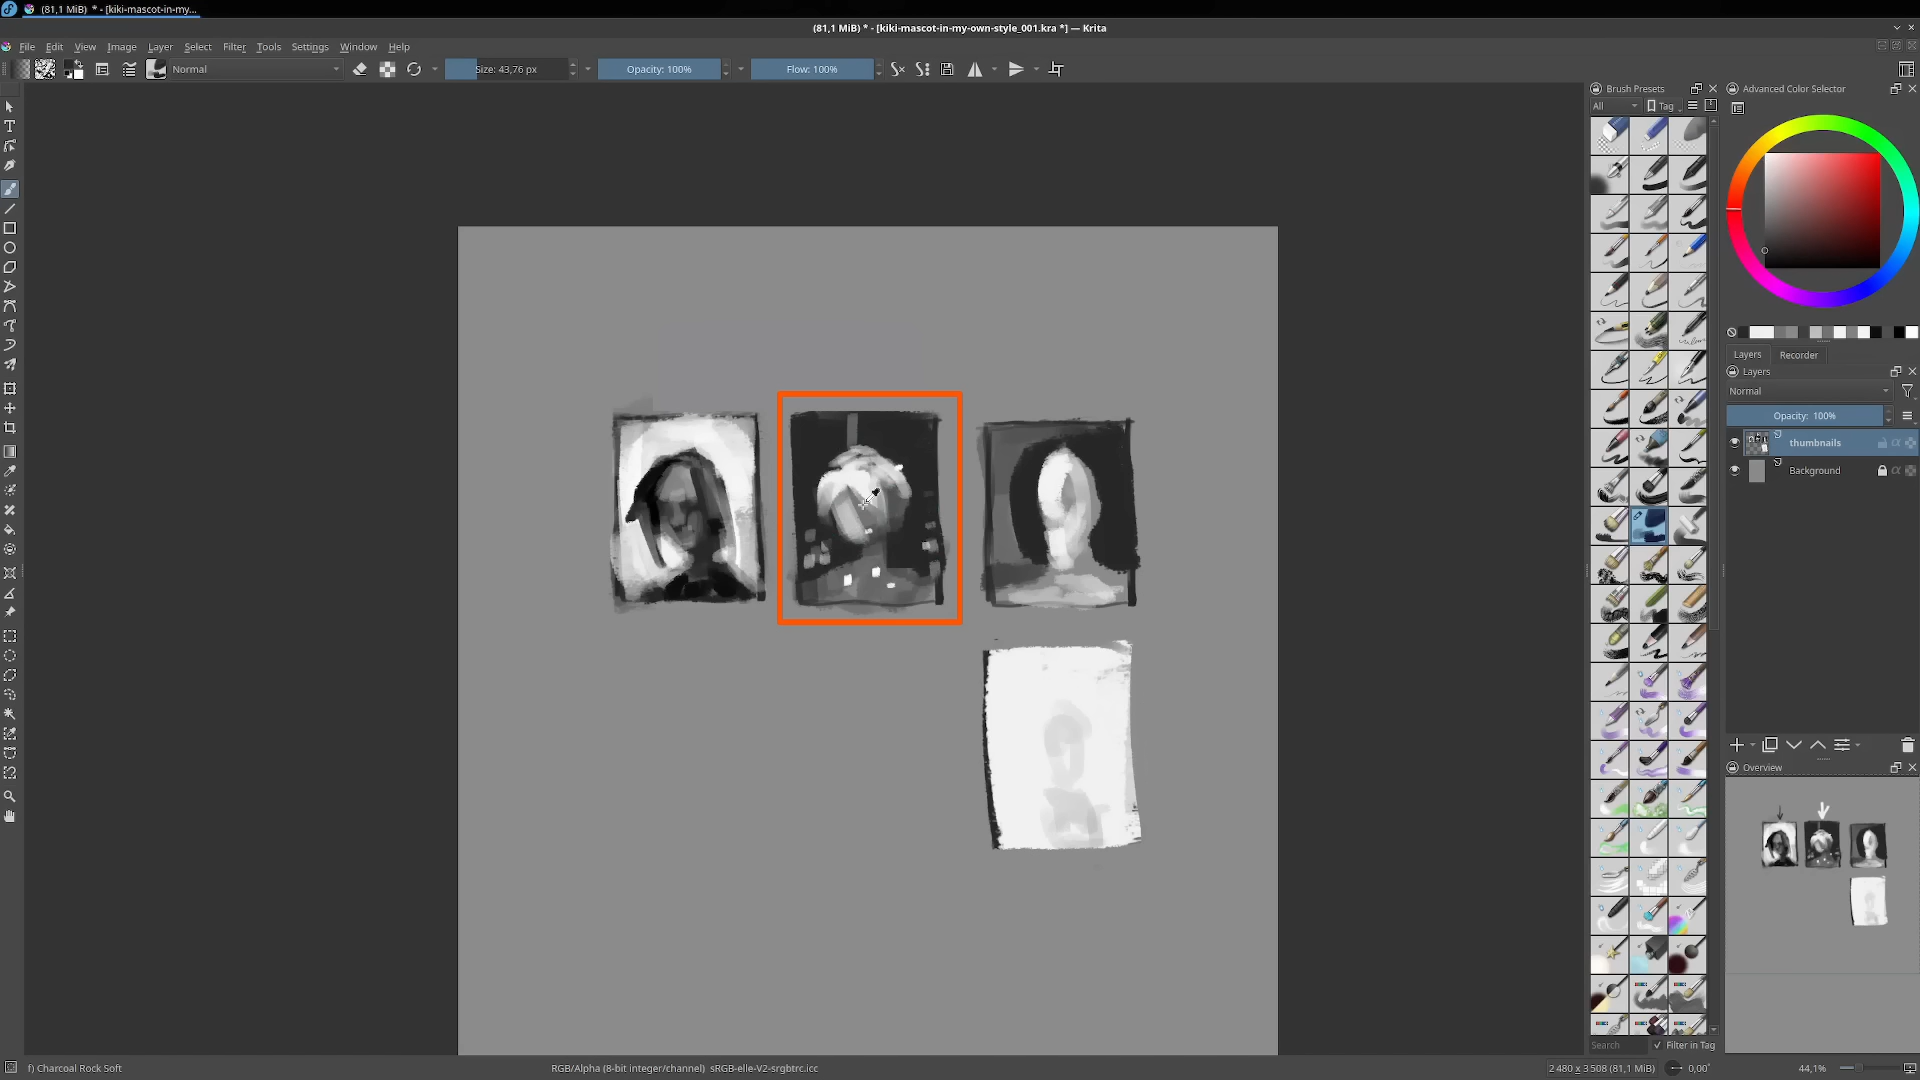 (81,1 MiB) * - [kiki-mascot-in-my...
(81,1 MiB) * - [kiki-mascot-in-my-own-style_001.kra *] — Krita
File Edit View Image Layer Select Filter Tools Settings Window Help
Normal
Size: 43,76 px
Opacity: 100%
Flow: 100%
Brush Presets
All
Tag
Advanced Color Selector
Layers Recorder
Layers
Normal
Opacity: 100%
thumbnails
Background
Overview
Search
Filter in Tag
f) Charcoal Rock Soft
RGB/Alpha (8-bit integer/channel) sRGB-elle-V2-srgbtrc.icc
2 480 x 3 508 (81,1 MiB)
0,00°
44,1%